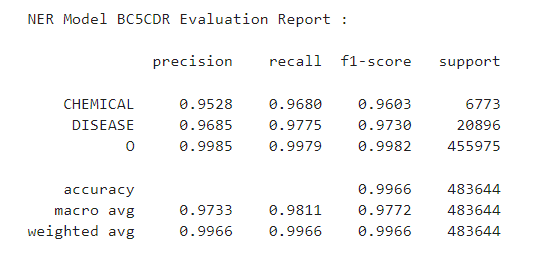 NER Model BC5CDR Evaluation Report :
precision recall f1-score support
CHEMICAL 0.9528 0.9680 0.9603 6773
DISEASE 0.9685 0.9775 0.9730 20896
O 0.9985 0.9979 0.9982 455975
accuracy 0.9966 483644
macro avg 0.9733 0.9811 0.9772 483644
weighted avg 0.9966 0.9966 0.9966 483644